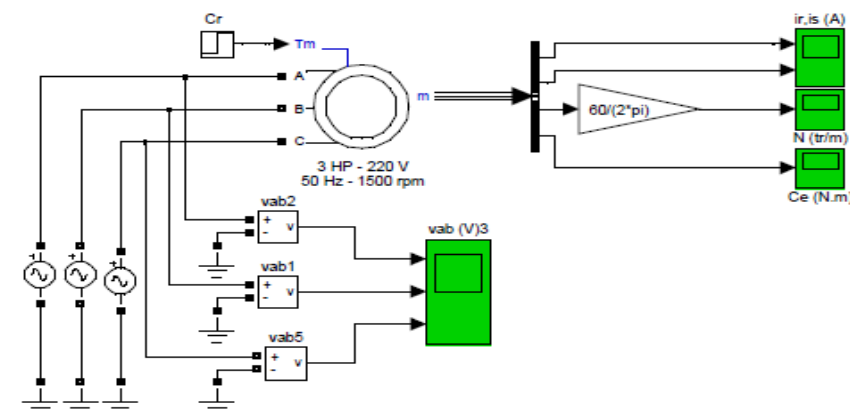 Cr
ir,is (A)
Tm
A
B
C
m
60/(2*pi)
N (tr/m)
3 HP - 220 V
50 Hz - 1500 rpm
Ce (N.m)
vab2
+
-
v
vab (V)3
vab1
+
-
v
vab5
+
-
v